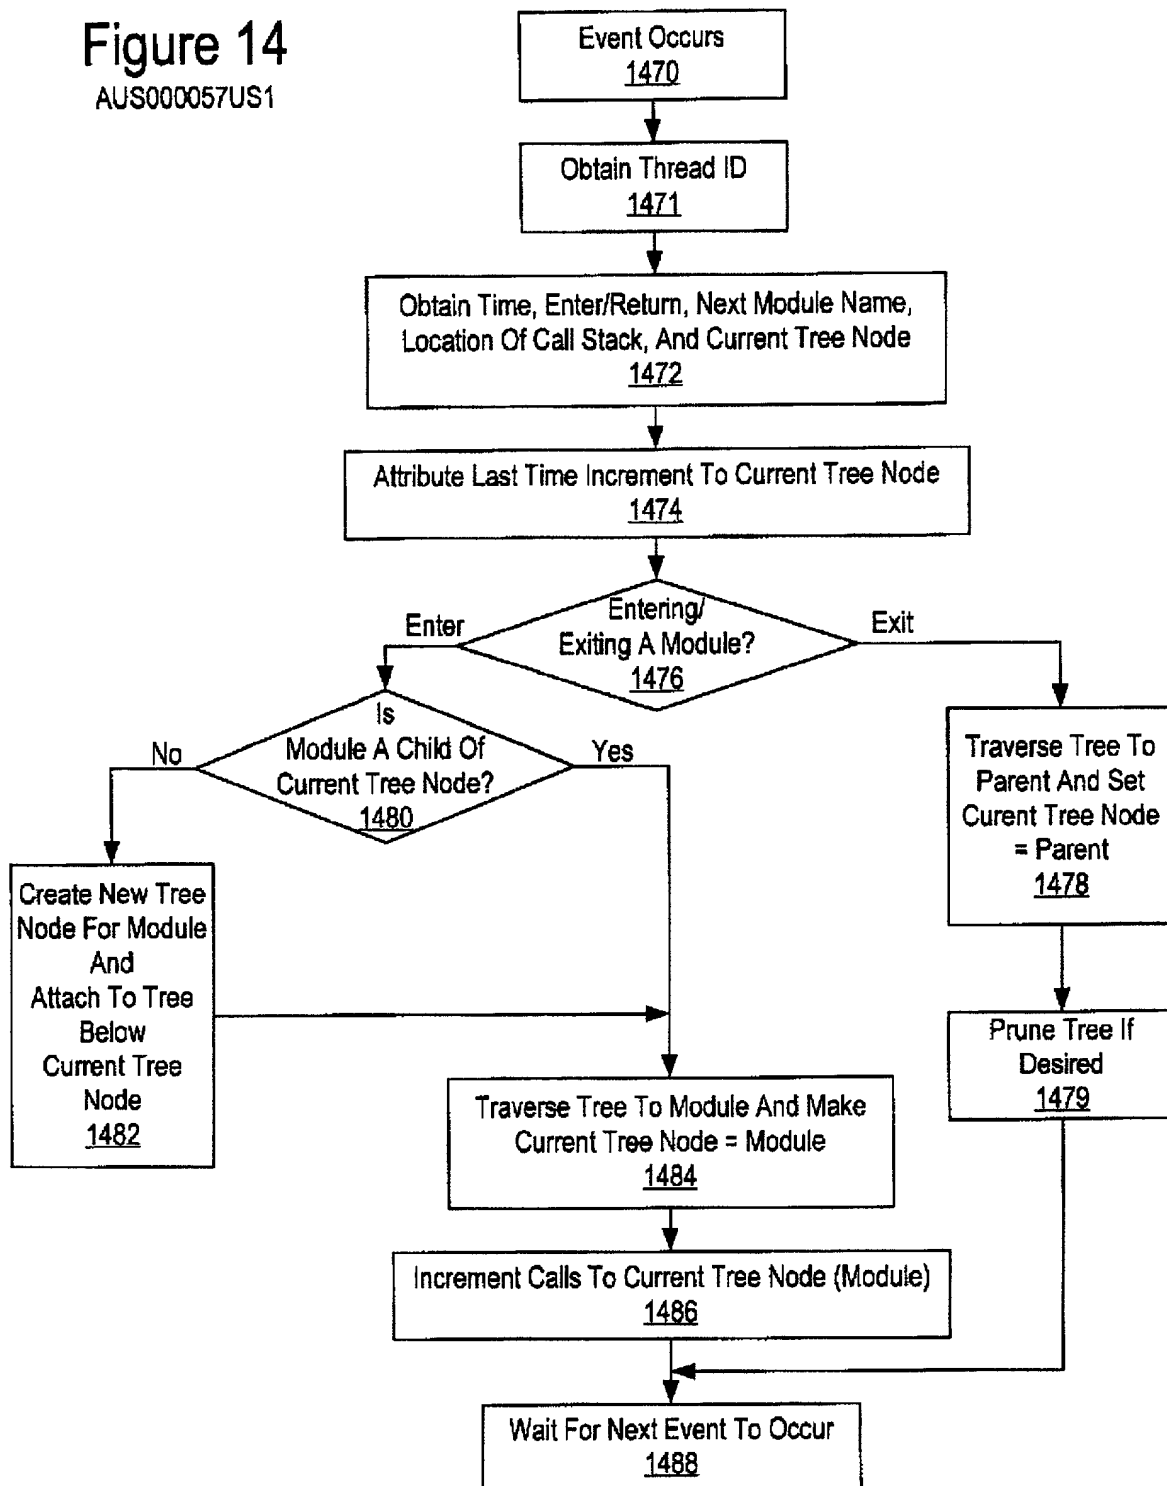 Figure 14
AUS000057US1
Event Occurs
1470
Obtain Thread ID
1471
Obtain Time, Enter/Return, Next Module Name,
Location Of Call Stack, And Current Tree Node
1472
Attribute Last Time Increment To Current Tree Node
1474
Entering/
Exiting A Module?
1476
Enter
Exit
Is
Module A Child Of
Current Tree Node?
1480
No
Yes
Traverse Tree To
Parent And Set
Curent Tree Node
= Parent
1478
Create New Tree
Node For Module
And
Attach To Tree
Below
Current Tree
Node
1482
Prune Tree If
Desired
1479
Traverse Tree To Module And Make
Current Tree Node = Module
1484
Increment Calls To Current Tree Node (Module)
1486
Wait For Next Event To Occur
1488